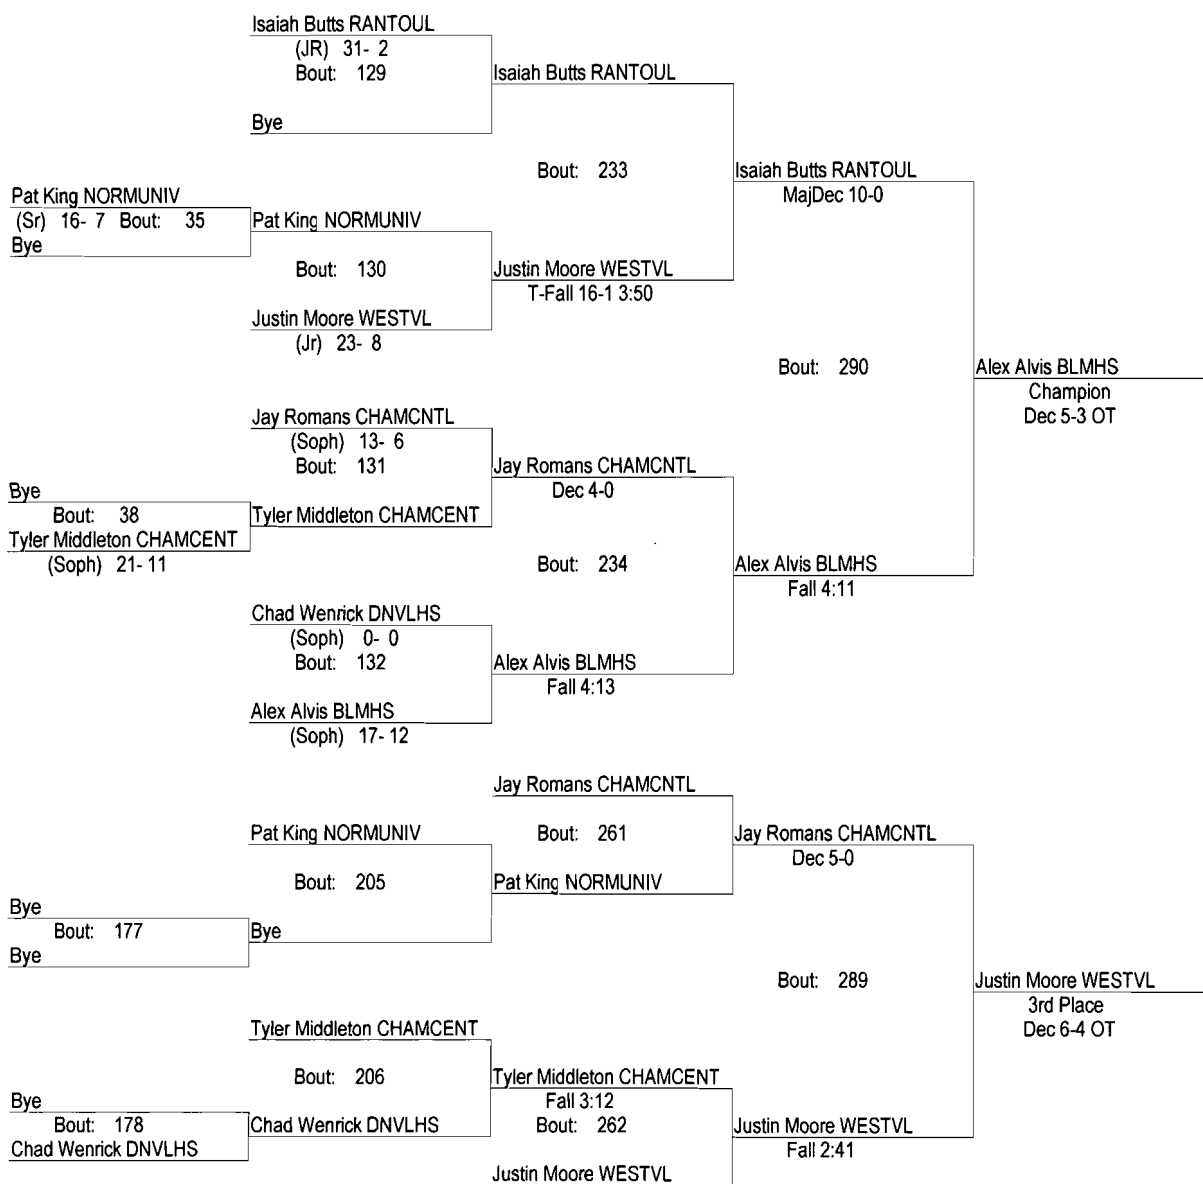 Isaiah Butts RANTOUL
(JR) 31- 2
Bout: 129
Isaiah Butts RANTOUL
Bye
Bout: 233
Isaiah Butts RANTOUL
MajDec 10-0
Pat King NORMUNIV
(Sr) 16- 7 Bout: 35
Bye
Pat King NORMUNIV
Bout: 130
Justin Moore WESTVL
T-Fall 16-1 3:50
Justin Moore WESTVL
(Jr) 23- 8
Bout: 290
Alex Alvis BLMHS
Champion
Dec 5-3 OT
Jay Romans CHAMCNTL
(Soph) 13- 6
Bout: 131
Jay Romans CHAMCNTL
Dec 4-0
Bye
Bout: 38
Tyler Middleton CHAMCENT
(Soph) 21- 11
Tyler Middleton CHAMCENT
Bout: 234
Alex Alvis BLMHS
Fall 4:11
Chad Wenrick DNVLHS
(Soph) 0- 0
Bout: 132
Alex Alvis BLMHS
Fall 4:13
Alex Alvis BLMHS
(Soph) 17- 12
Jay Romans CHAMCNTL
Bout: 261
Jay Romans CHAMCNTL
Dec 5-0
Pat King NORMUNIV
Bout: 205
Pat King NORMUNIV
Bye
Bout: 177
Bye
Bye
Bout: 289
Justin Moore WESTVL
3rd Place
Dec 6-4 OT
Tyler Middleton CHAMCENT
Bout: 206
Tyler Middleton CHAMCENT
Fall 3:12
Bout: 262
Bye
Bout: 178
Chad Wenrick DNVLHS
Chad Wenrick DNVLHS
Justin Moore WESTVL
Fall 2:41
Justin Moore WESTVL